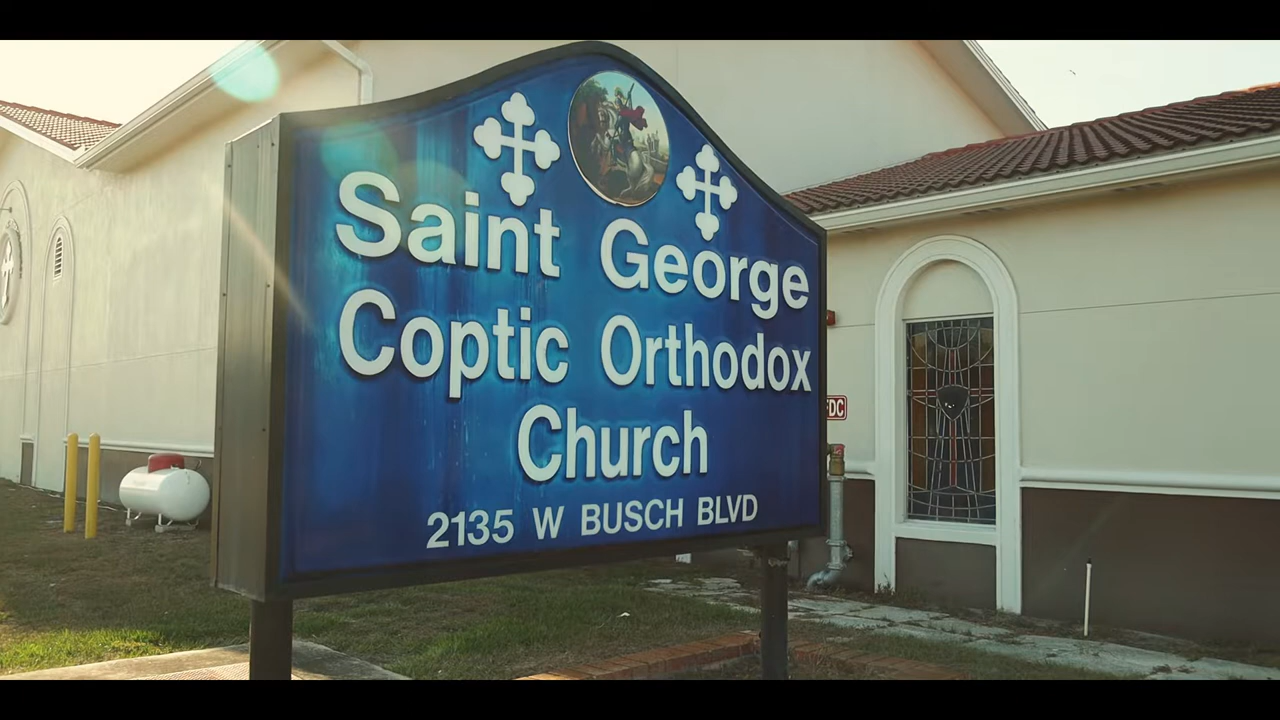 Saint George
Coptic Orthodox
Church
2135 W BUSCH BLVD
FDC